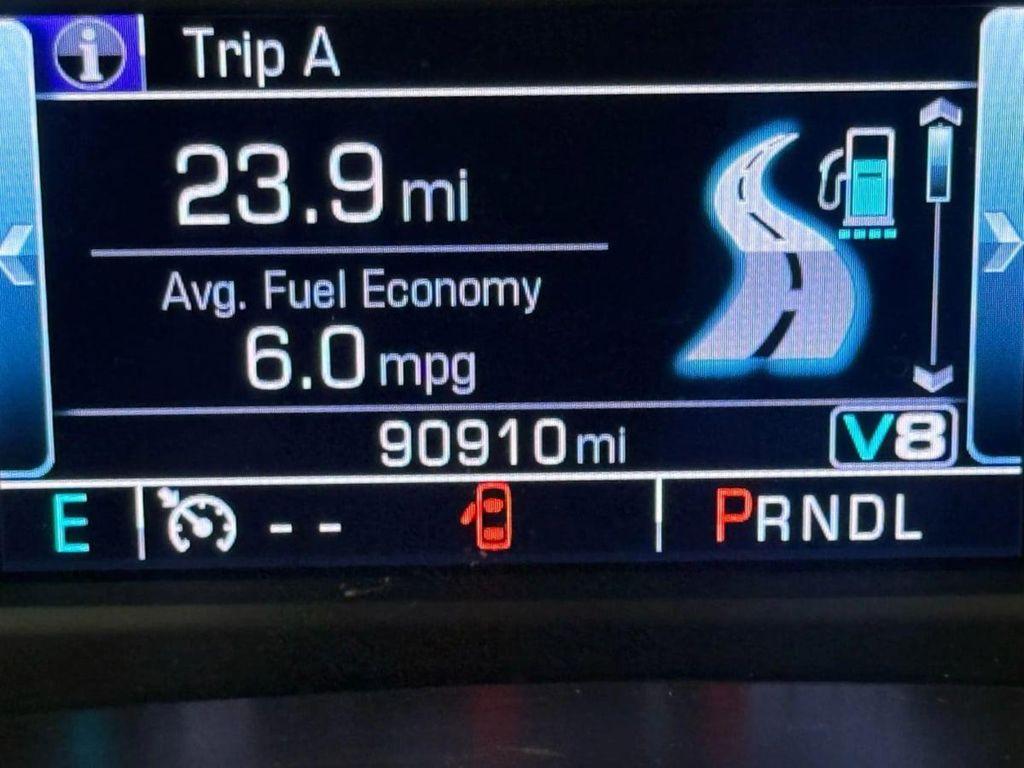 i Trip A
23.9 mi
Avg. Fuel Economy
6.0 mpg
90910 mi V8
E -- PRNDL